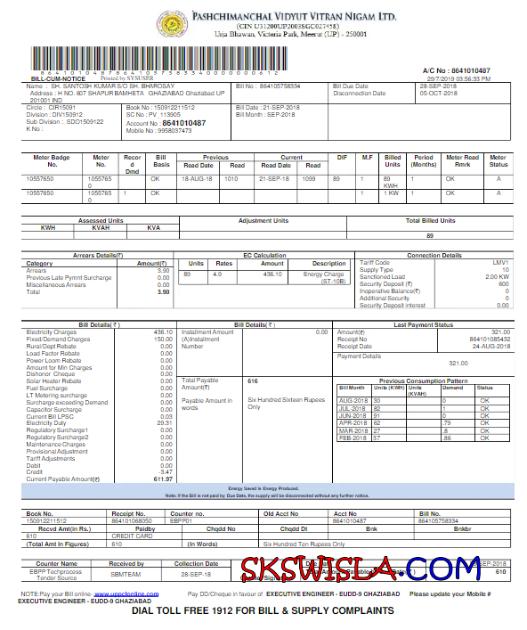 PASHCHIMANCHAL VIDYUT VITRAN NIGAM LTD.
(CIN U31200UP2003SGC027458)
Urja Bhawan, Victoria Park, Meerut (UP) - 250001
A/C No : 8641010487
BILL-CUM-NOTICE Printed by SYSUSER 29/7/2019 03:56:33 PM
Name : SH. SANTOSH KUMAR S/O SH. BHAROSAY Bill No : 864105758334 Bill Due Date 28-SEP-2018
Address : H NO. 807 SHAPUR BAMHETA GHAZIABAD Ghaziabad UP 201001 IND Disconnection Date 05-OCT-2018
Circle : CIR15091 Book No : 150912211512 Bill Date : 21-SEP-2018
Division : DIV150912 SC No : PV 113905 Bill Month : SEP-2018
Sub Division : SDO1509122 Account No : 8641010487
K No : Mobile No : 9958037473
Meter Badge No. Meter No. Record Dmd Bill Basis Previous Current DIF M.F Billed Units Period (Months) Meter Read Rmrk Meter Status
Read Date Read Read Date Read
10557650 10557650 OK 18-AUG-18 1010 21-SEP-18 1099 89 1 89 KWH 1 OK A
10557650 10557650 1 OK 1 1 KW 1 OK A
Assessed Units Adjustment Units Total Billed Units
KWH KVAH KVA
89
Arrears Details(₹) EC Calculation Connection Details
Category Amount(₹) Units Rates Amount Description
Arrears 3.93
Previous Late Pymnt Surcharge 0.00
Miscellaneous Arrears 0.00
Total 3.93
89 4.0 436.10 Energy Charge (ST-10B)
Tariff Code LMV1
Supply Type 10
Sanctioned Load 2.00 KW
Security Deposit (₹) 600
Inoperative Balance(₹) 0
Additional Security 0
Security Deposit Interest 0.00
Bill Details(₹) Bill Details(₹) Last Payment Status
Electricity Charges 436.10
Fixed/Demand Charges 150.00
Rural/Dept Rebate 0.00
Load Factor Rebate 0.00
Power Loom Rebate 0.00
Amount for Min Charges 0.00
Dishonor Cheque 0.00
Solar Heater Rebate 0.00
Fuel Surcharge 0.00
LT Metering surcharge 0.00
Surcharge exceeding Demand 0.00
Capacitor Surcharge 0.00
Current Bill LPSC 0.03
Electricity Duty 29.31
Regulatory Surcharge1 0.00
Regulatory Surcharge2 0.00
Maintenance Charges 0.00
Provisional Adjustment 0.00
Tariff Adjustments 0.00
Debit 0.00
Credit -3.47
Current Payable Amount(₹) 611.97
Installment Amount 0.00
(A)Installment Number
Total Payable Amount(₹) 616
Payable Amount in words Six Hundred Sixteen Rupees Only
Amount(₹) 321.00
Receipt No 864101085432
Receipt Date 24-AUG-2018
Payment Details
321.00
Previous Consumption Pattern
Bill Month Units (KWH) Units (KVAH) Demand Status
AUG-2018 30 0 OK
JUL-2018 82 1 OK
JUN-2018 91 0 OK
APR-2018 62 .79 OK
MAR-2018 27 .8 OK
FEB-2018 57 .86 OK
Energy Saved is Energy Produced.
Note: If the Bill is not paid by Due Date, the supply will be disconnected without any further notice.
Book No. Receipt No. Counter no. Old Acct No Acct No Bill No.
150912211512 864101068050 EBPP01 8641010487 864105758334
Recvd Amt(in Rs.) Paidby Chqdd No Chqdd Dt Bnk Bnkbr
610 CREDIT CARD
(Total Amt In Figures) 610 (In Words) Six Hundred Ten Rupees Only
Counter Name Received by Collection Date
EBPP Techprocess Tender Source SBMTEAM 28-SEP-18 610
SKSWISLA.COM
NOTE:Pay your Bill online- www.uppclonline.com Pay DD/Cheque in favour of EXECUTIVE ENGINEER - EUDD-9 GHAZIABAD Please update your Mobile #
EXECUTIVE ENGINEER - EUDD-9 GHAZIABAD
DIAL TOLL FREE 1912 FOR BILL & SUPPLY COMPLAINTS